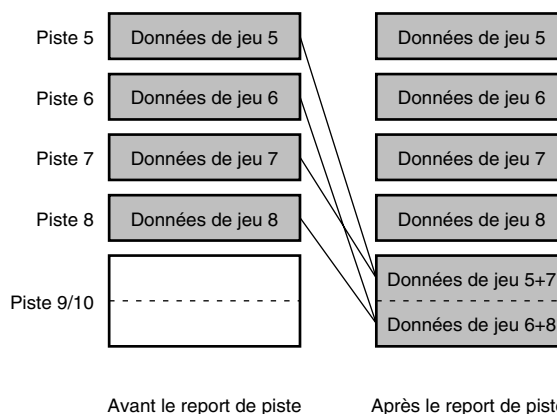 Piste 5 Données de jeu 5 Données de jeu 5
Piste 6 Données de jeu 6 Données de jeu 6
Piste 7 Données de jeu 7 Données de jeu 7
Piste 8 Données de jeu 8 Données de jeu 8
Données de jeu 5+7
Piste 9/10
Données de jeu 6+8
Avant le report de piste Après le report de piste